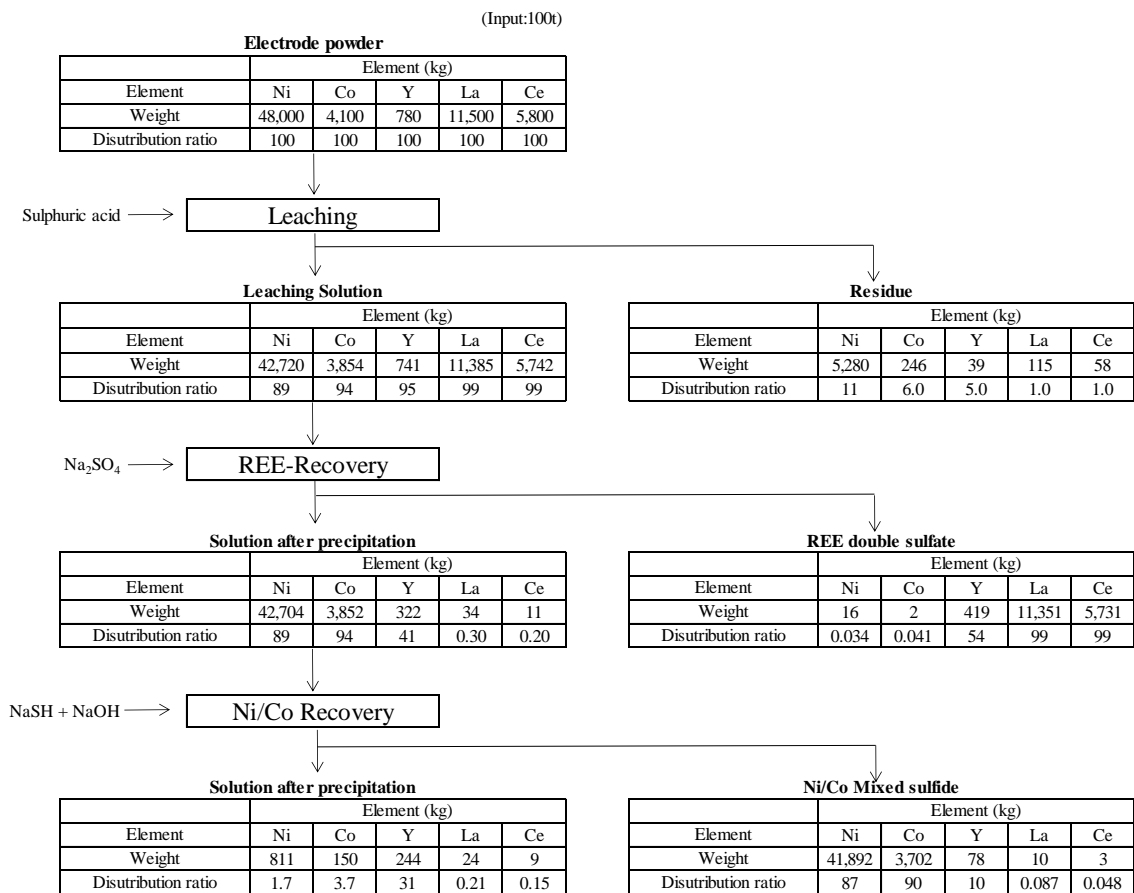 (Input:100t)
Electrode powder
Element (kg)
Element Ni Co Y La Ce
Weight 48,000 4,100 780 11,500 5,800
Disutribution ratio 100 100 100 100 100
Sulphuric acid
Leaching
Leaching Solution
Element (kg)
Element Ni Co Y La Ce
Weight 42,720 3,854 741 11,385 5,742
Disutribution ratio 89 94 95 99 99
Residue
Element (kg)
Element Ni Co Y La Ce
Weight 5,280 246 39 115 58
Disutribution ratio 11 6.0 5.0 1.0 1.0
Na₂SO₄
REE-Recovery
Solution after precipitation
Element (kg)
Element Ni Co Y La Ce
Weight 42,704 3,852 322 34 11
Disutribution ratio 89 94 41 0.30 0.20
REE double sulfate
Element (kg)
Element Ni Co Y La Ce
Weight 16 2 419 11,351 5,731
Disutribution ratio 0.034 0.041 54 99 99
NaSH + NaOH
Ni/Co Recovery
Solution after precipitation
Element (kg)
Element Ni Co Y La Ce
Weight 811 150 244 24 9
Disutribution ratio 1.7 3.7 31 0.21 0.15
Ni/Co Mixed sulfide
Element (kg)
Element Ni Co Y La Ce
Weight 41,892 3,702 78 10 3
Disutribution ratio 87 90 10 0.087 0.048